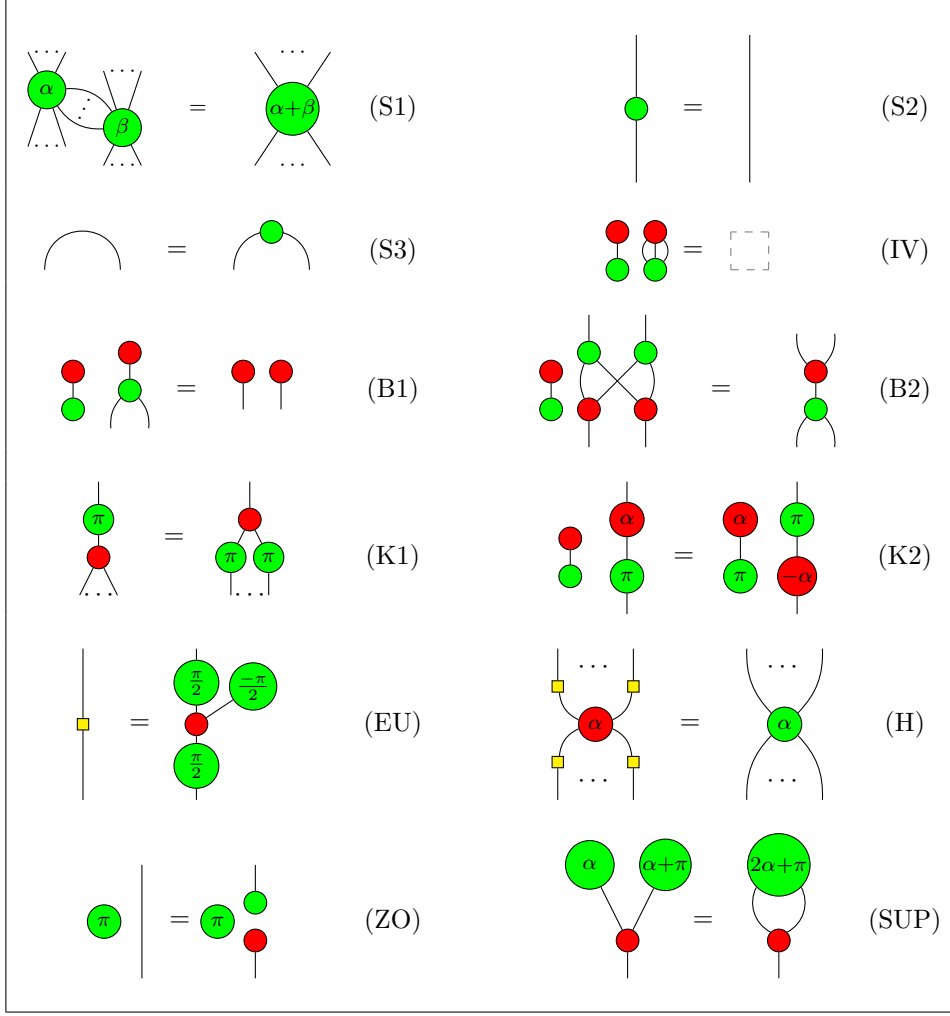 α β = α+β (S1) = (S2)
= (S3) = (IV)
= (B1) = (B2)
π = π π (K1) α π = α π π −α (K2)
= π/2 −π/2 π/2 (EU) α = α (H)
π = π (ZO) α α+π = 2α+π (SUP)